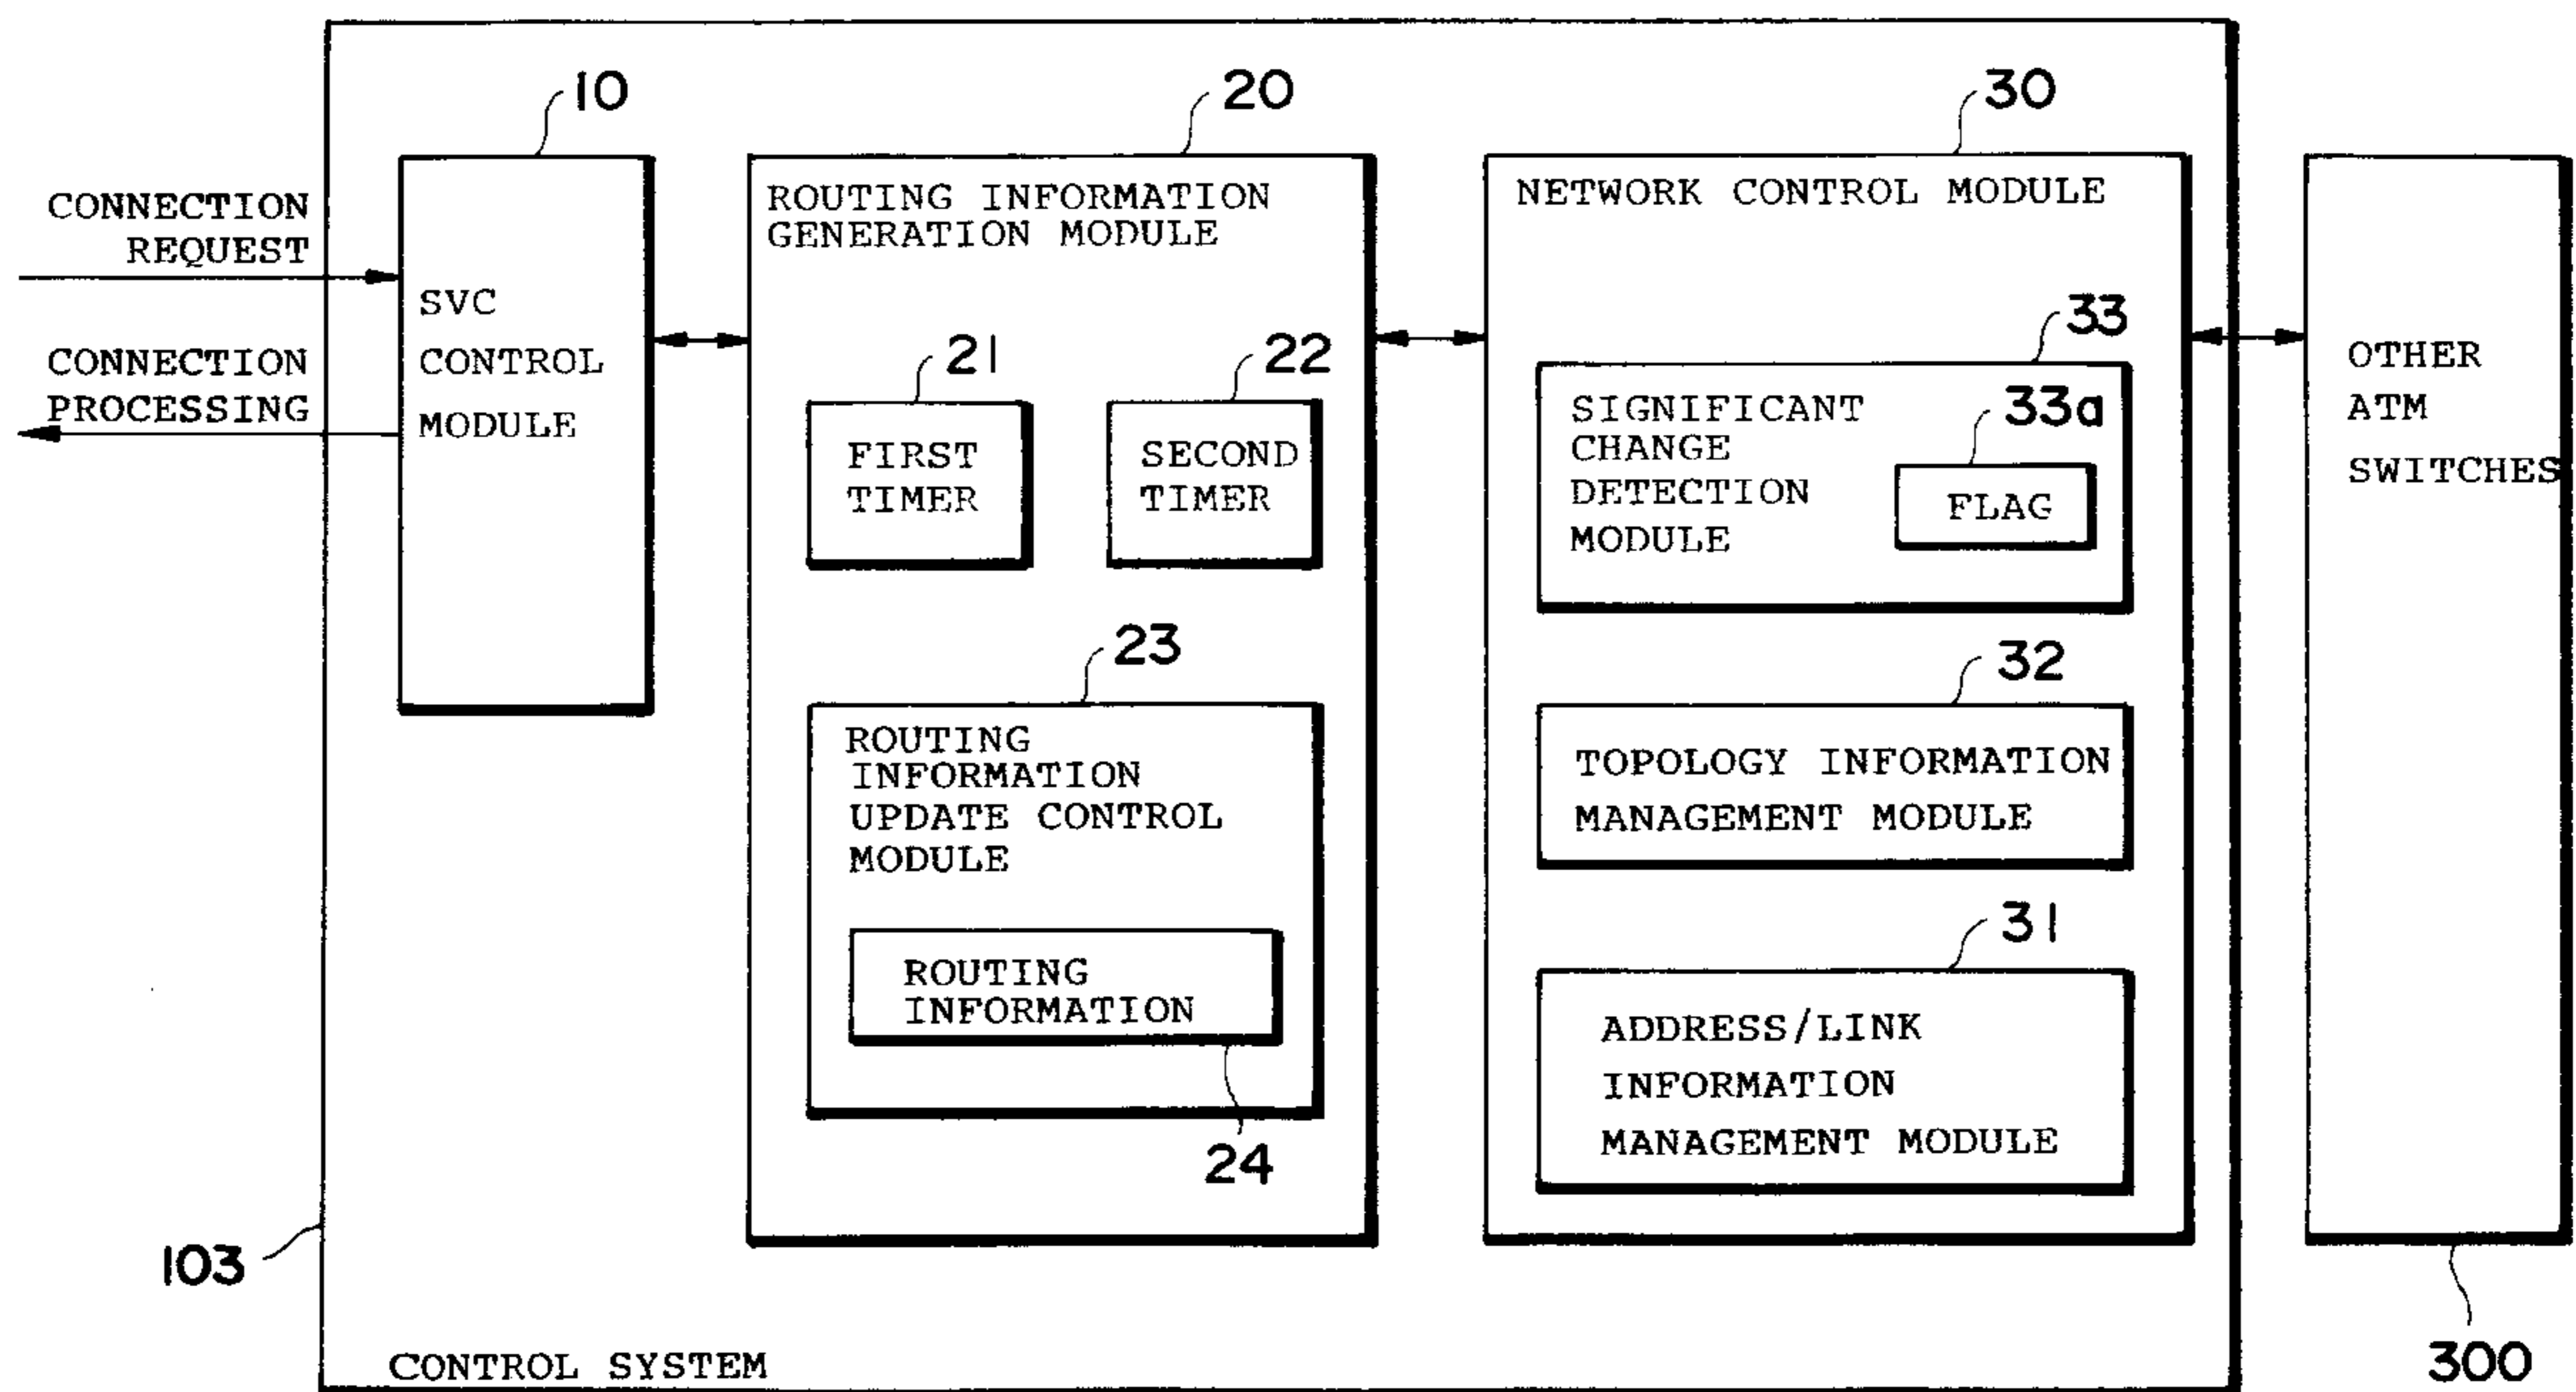 10
20
30
CONNECTION
REQUEST
CONNECTION
PROCESSING
SVC
CONTROL
MODULE
ROUTING INFORMATION
GENERATION MODULE
21
FIRST
TIMER
22
SECOND
TIMER
23
ROUTING
INFORMATION
UPDATE CONTROL
MODULE
ROUTING
INFORMATION
24
NETWORK CONTROL MODULE
33
SIGNIFICANT
CHANGE
DETECTION
MODULE
33a
FLAG
32
TOPOLOGY INFORMATION
MANAGEMENT MODULE
31
ADDRESS/LINK
INFORMATION
MANAGEMENT MODULE
OTHER
ATM
SWITCHES
103
CONTROL SYSTEM
300